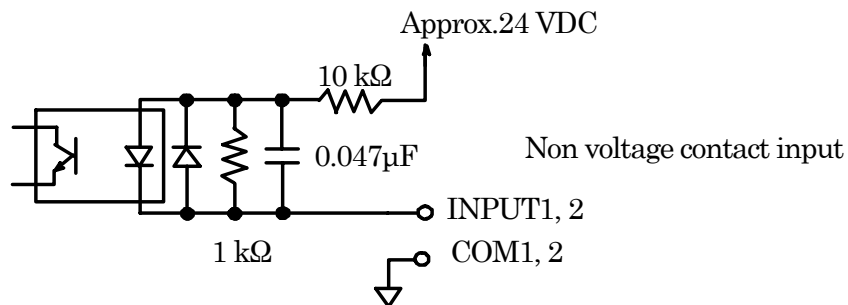 Approx.24 VDC
10 kΩ
0.047µF
Non voltage contact input
INPUT1, 2
1 kΩ
COM1, 2